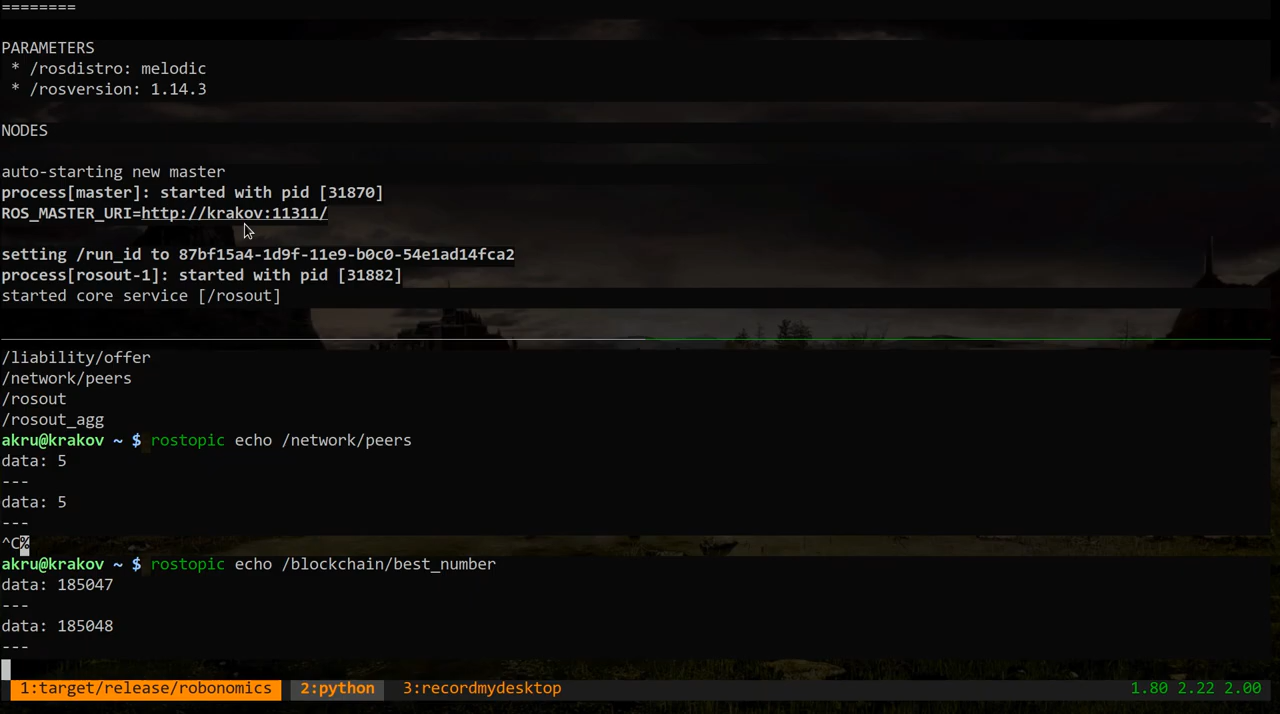 ========
PARAMETERS
* /rosdistro: melodic
* /rosversion: 1.14.3
NODES
auto-starting new master
process[master]: started with pid [31870]
ROS_MASTER_URI=http://krakov:11311/
setting /run_id to 87bf15a4-1d9f-11e9-b0c0-54e1ad14fca2
process[rosout-1]: started with pid [31882]
started core service [/rosout]
/liability/offer
/network/peers
/rosout
/rosout_agg
akru@krakov ~ $ rostopic echo /network/peers
data: 5
---
data: 5
---
^C%
akru@krakov ~ $ rostopic echo /blockchain/best_number
data: 185047
---
data: 185048
---
1:target/release/robonomics 2:python 3:recordmydesktop 1.80 2.22 2.00